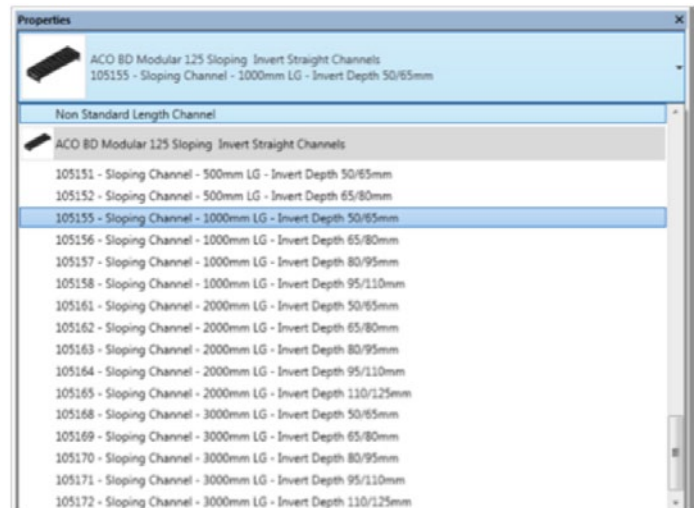 Properties
ACO BD Modular 125 Sloping Invert Straight Channels
105155 - Sloping Channel - 1000mm LG - Invert Depth 50/65mm
Non Standard Length Channel
ACO BD Modular 125 Sloping Invert Straight Channels
105151 - Sloping Channel - 500mm LG - Invert Depth 50/65mm
105152 - Sloping Channel - 500mm LG - Invert Depth 65/80mm
105155 - Sloping Channel - 1000mm LG - Invert Depth 50/65mm
105156 - Sloping Channel - 1000mm LG - Invert Depth 65/80mm
105157 - Sloping Channel - 1000mm LG - Invert Depth 80/95mm
105158 - Sloping Channel - 1000mm LG - Invert Depth 95/110mm
105161 - Sloping Channel - 2000mm LG - Invert Depth 50/65mm
105162 - Sloping Channel - 2000mm LG - Invert Depth 65/80mm
105163 - Sloping Channel - 2000mm LG - Invert Depth 80/95mm
105164 - Sloping Channel - 2000mm LG - Invert Depth 95/110mm
105165 - Sloping Channel - 2000mm LG - Invert Depth 110/125mm
105168 - Sloping Channel - 3000mm LG - Invert Depth 50/65mm
105169 - Sloping Channel - 3000mm LG - Invert Depth 65/80mm
105170 - Sloping Channel - 3000mm LG - Invert Depth 80/95mm
105171 - Sloping Channel - 3000mm LG - Invert Depth 95/110mm
105172 - Sloping Channel - 3000mm LG - Invert Depth 110/125mm